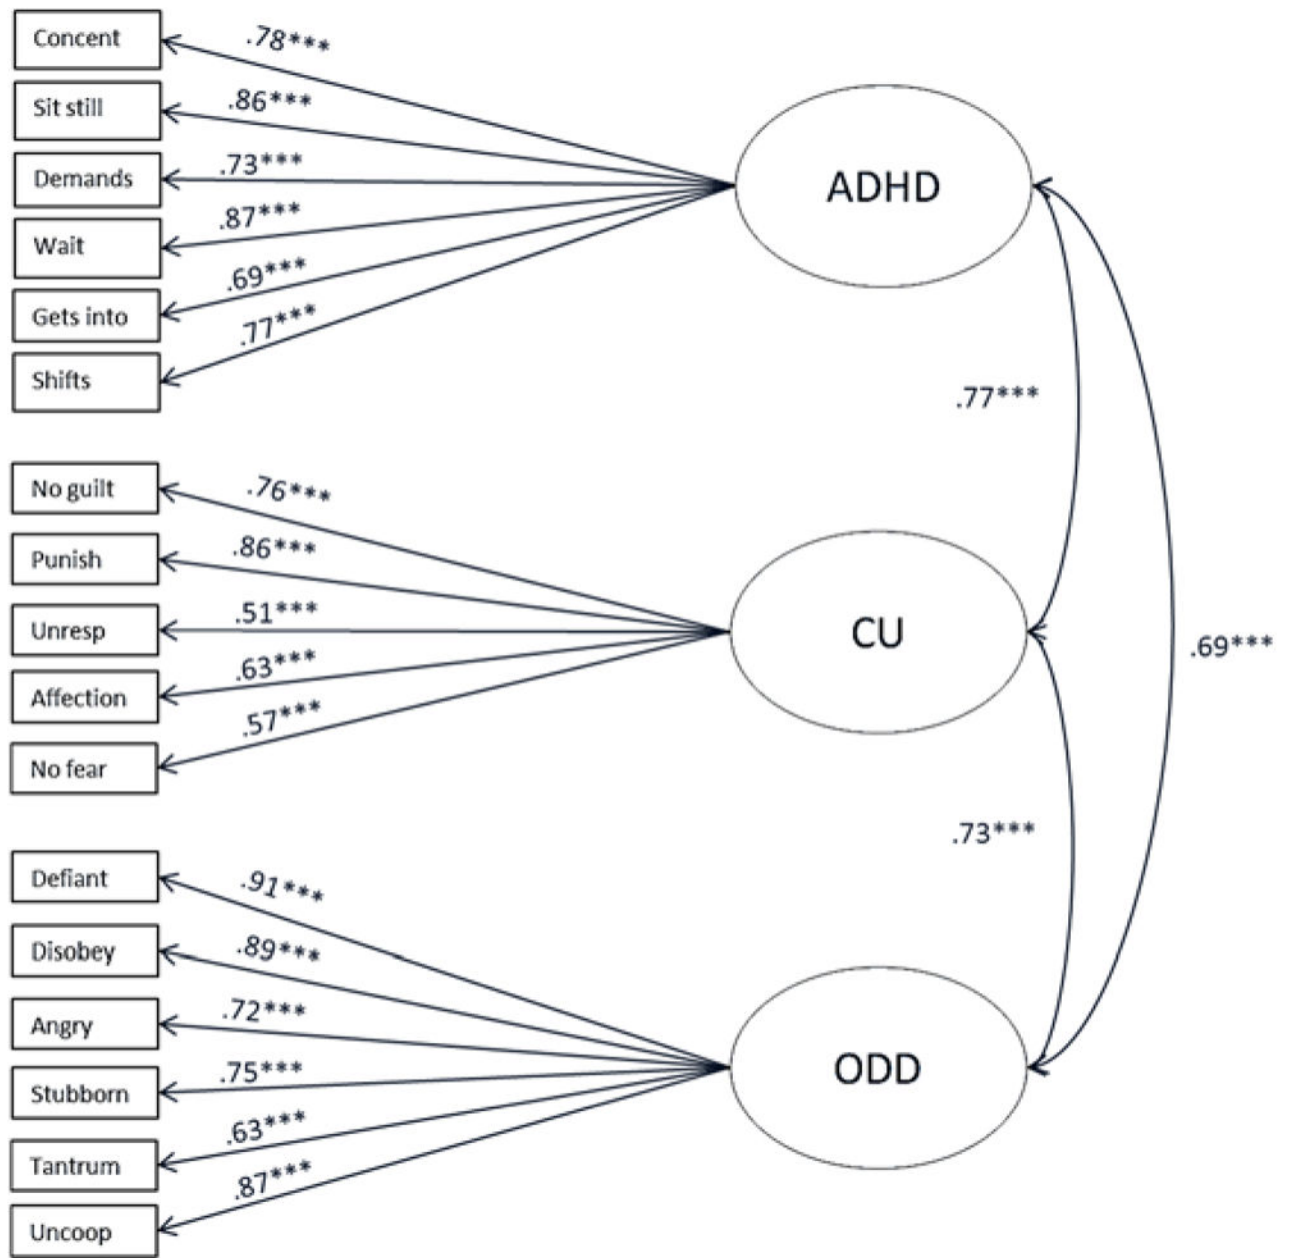 Concent
.78***
Sit still
.86***
Demands
.73***
Wait
.87***
Gets into
.69***
Shifts
.77***
ADHD
.77***
No guilt
.76***
Punish
.86***
Unresp
.51***
Affection
.63***
No fear
.57***
CU
.69***
.73***
Defiant
.91***
Disobey
.89***
Angry
.72***
Stubborn
.75***
Tantrum
.63***
Uncoop
.87***
ODD